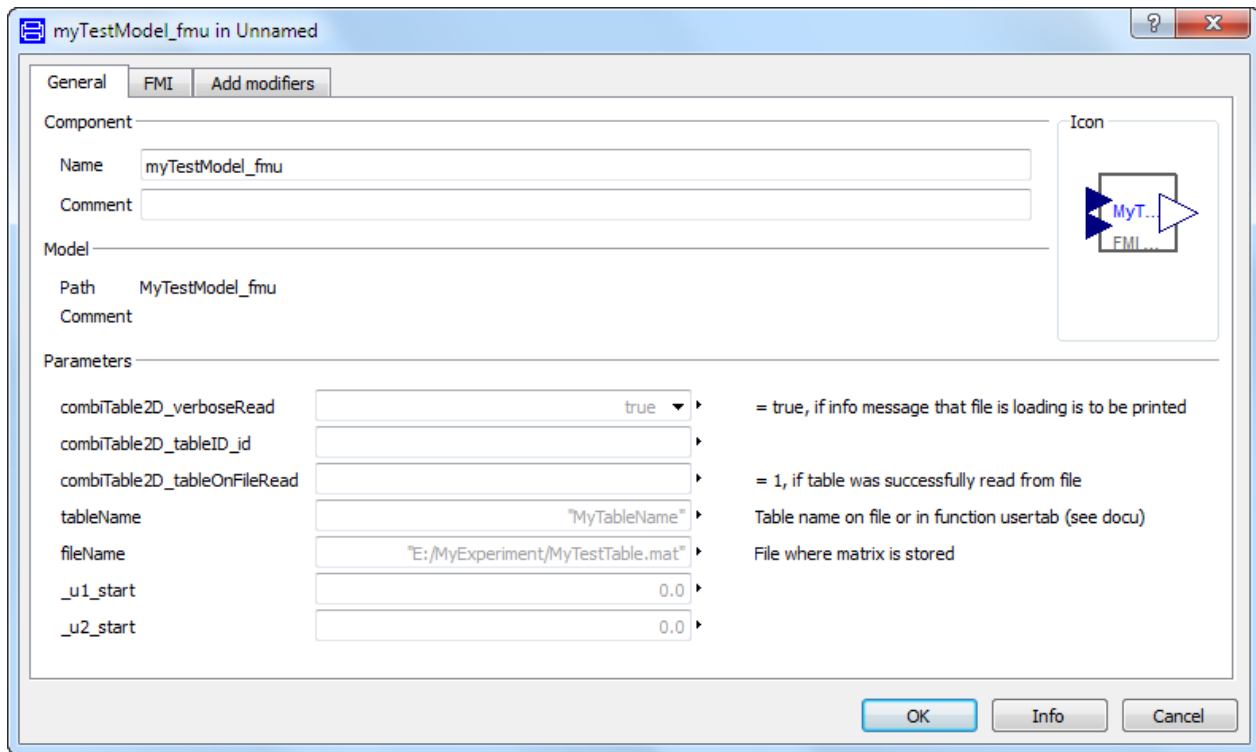 myTestModel_fmu in Unnamed
?
X
General FMI Add modifiers
Component
Icon
Name myTestModel_fmu
Comment
MyT...
FMI ...
Model
Path MyTestModel_fmu
Comment
Parameters
combiTable2D_verboseRead true = true, if info message that file is loading is to be printed
combiTable2D_tableID_id
combiTable2D_tableOnFileRead = 1, if table was successfully read from file
tableName "MyTableName" Table name on file or in function usertab (see docu)
fileName "E:/MyExperiment/MyTestTable.mat" File where matrix is stored
_u1_start 0.0
_u2_start 0.0
OK Info Cancel